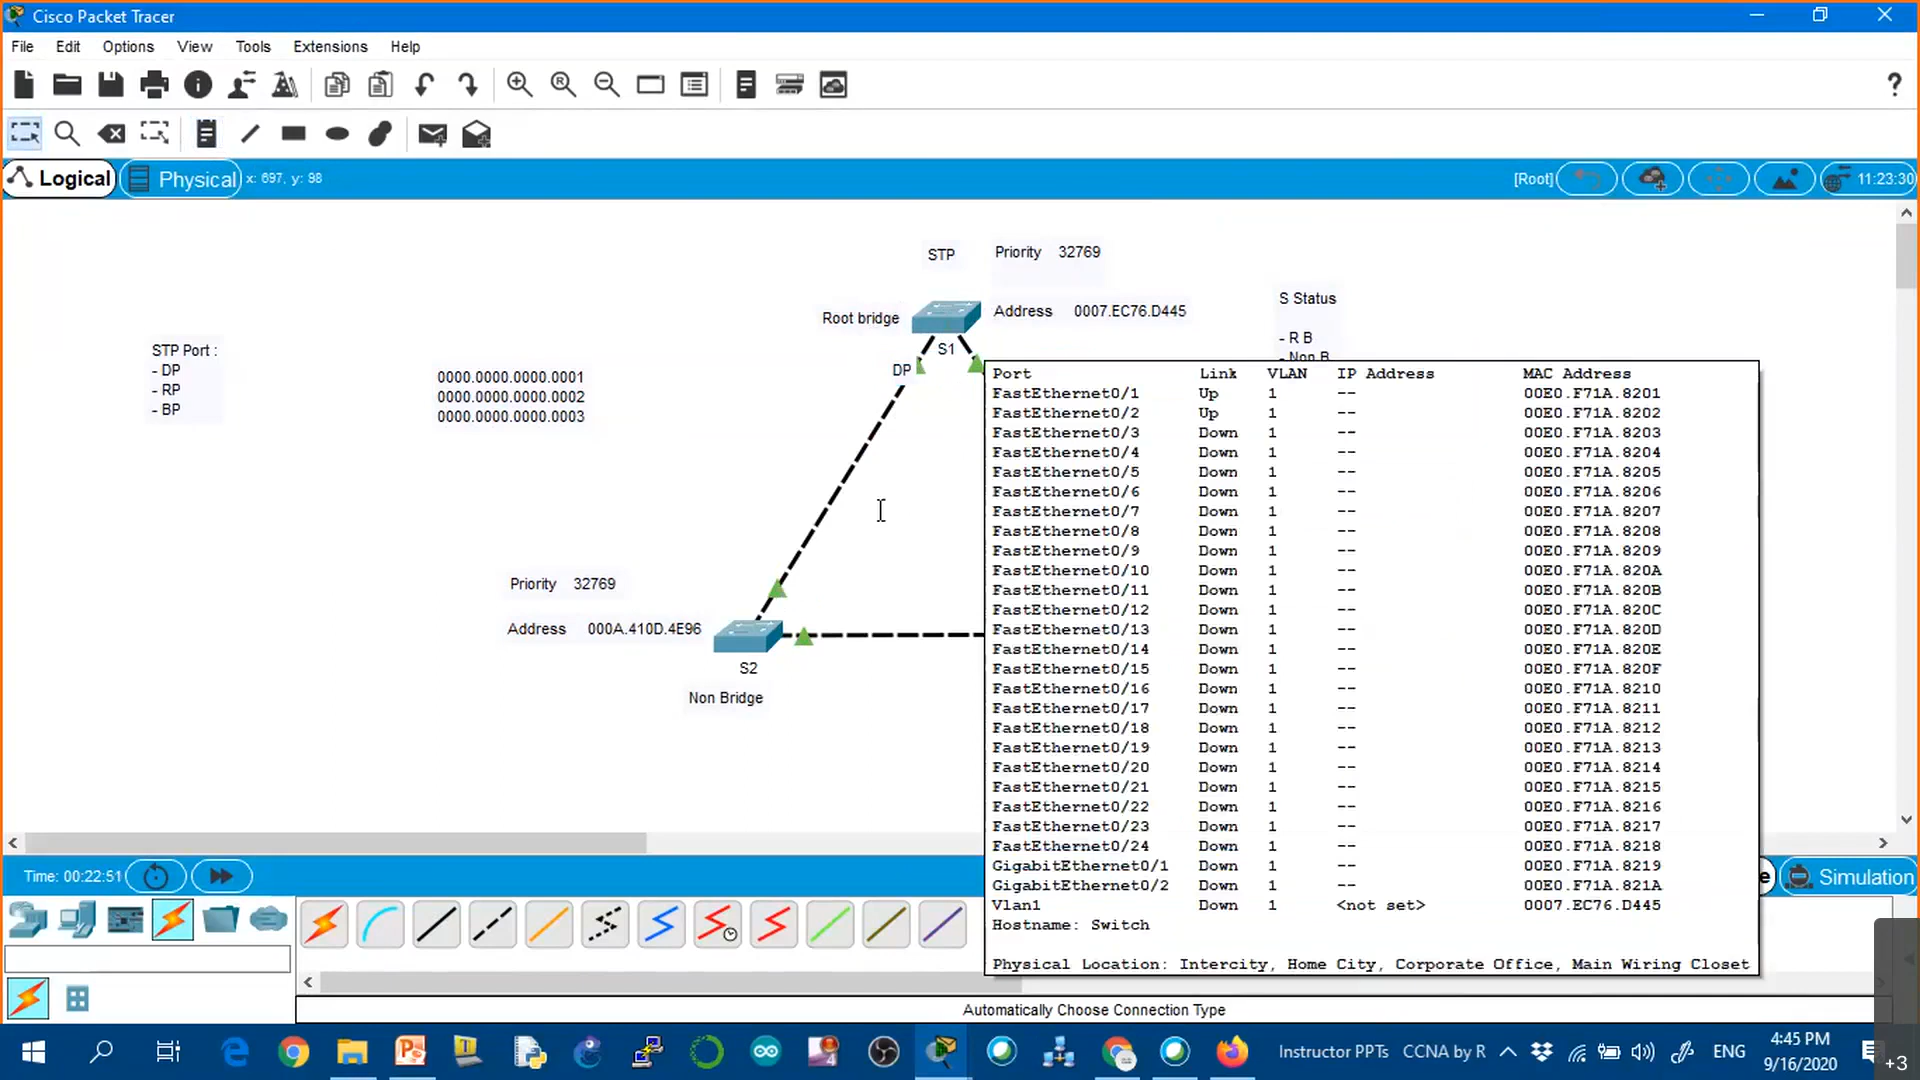 Cisco Packet Tracer
File Edit Options View Tools Extensions Help
?
Logical Physical x: 697, y: 98 [Root] 11:23:30
STP Priority 32769
Root bridge Address 0007.EC76.D445
S Status
- R B
- Non B
S1
DP
STP Port :
- DP
- RP
- BP
0000.0000.0000.0001
0000.0000.0000.0002
0000.0000.0000.0003
Priority 32769
Address 000A.410D.4E96
S2
Non Bridge
Port Link VLAN IP Address MAC Address
FastEthernet0/1 Up 1 -- 00E0.F71A.8201
FastEthernet0/2 Up 1 -- 00E0.F71A.8202
FastEthernet0/3 Down 1 -- 00E0.F71A.8203
FastEthernet0/4 Down 1 -- 00E0.F71A.8204
FastEthernet0/5 Down 1 -- 00E0.F71A.8205
FastEthernet0/6 Down 1 -- 00E0.F71A.8206
FastEthernet0/7 Down 1 -- 00E0.F71A.8207
FastEthernet0/8 Down 1 -- 00E0.F71A.8208
FastEthernet0/9 Down 1 -- 00E0.F71A.8209
FastEthernet0/10 Down 1 -- 00E0.F71A.820A
FastEthernet0/11 Down 1 -- 00E0.F71A.820B
FastEthernet0/12 Down 1 -- 00E0.F71A.820C
FastEthernet0/13 Down 1 -- 00E0.F71A.820D
FastEthernet0/14 Down 1 -- 00E0.F71A.820E
FastEthernet0/15 Down 1 -- 00E0.F71A.820F
FastEthernet0/16 Down 1 -- 00E0.F71A.8210
FastEthernet0/17 Down 1 -- 00E0.F71A.8211
FastEthernet0/18 Down 1 -- 00E0.F71A.8212
FastEthernet0/19 Down 1 -- 00E0.F71A.8213
FastEthernet0/20 Down 1 -- 00E0.F71A.8214
FastEthernet0/21 Down 1 -- 00E0.F71A.8215
FastEthernet0/22 Down 1 -- 00E0.F71A.8216
FastEthernet0/23 Down 1 -- 00E0.F71A.8217
FastEthernet0/24 Down 1 -- 00E0.F71A.8218
GigabitEthernet0/1 Down 1 -- 00E0.F71A.8219
GigabitEthernet0/2 Down 1 -- 00E0.F71A.821A
Vlan1 Down 1 <not set> 0007.EC76.D445
Hostname: Switch
Physical Location: Intercity, Home City, Corporate Office, Main Wiring Closet
Time: 00:22:51 e Simulation
Automatically Choose Connection Type
Instructor PPTs CCNA by R ENG 4:45 PM
9/16/2020
+3